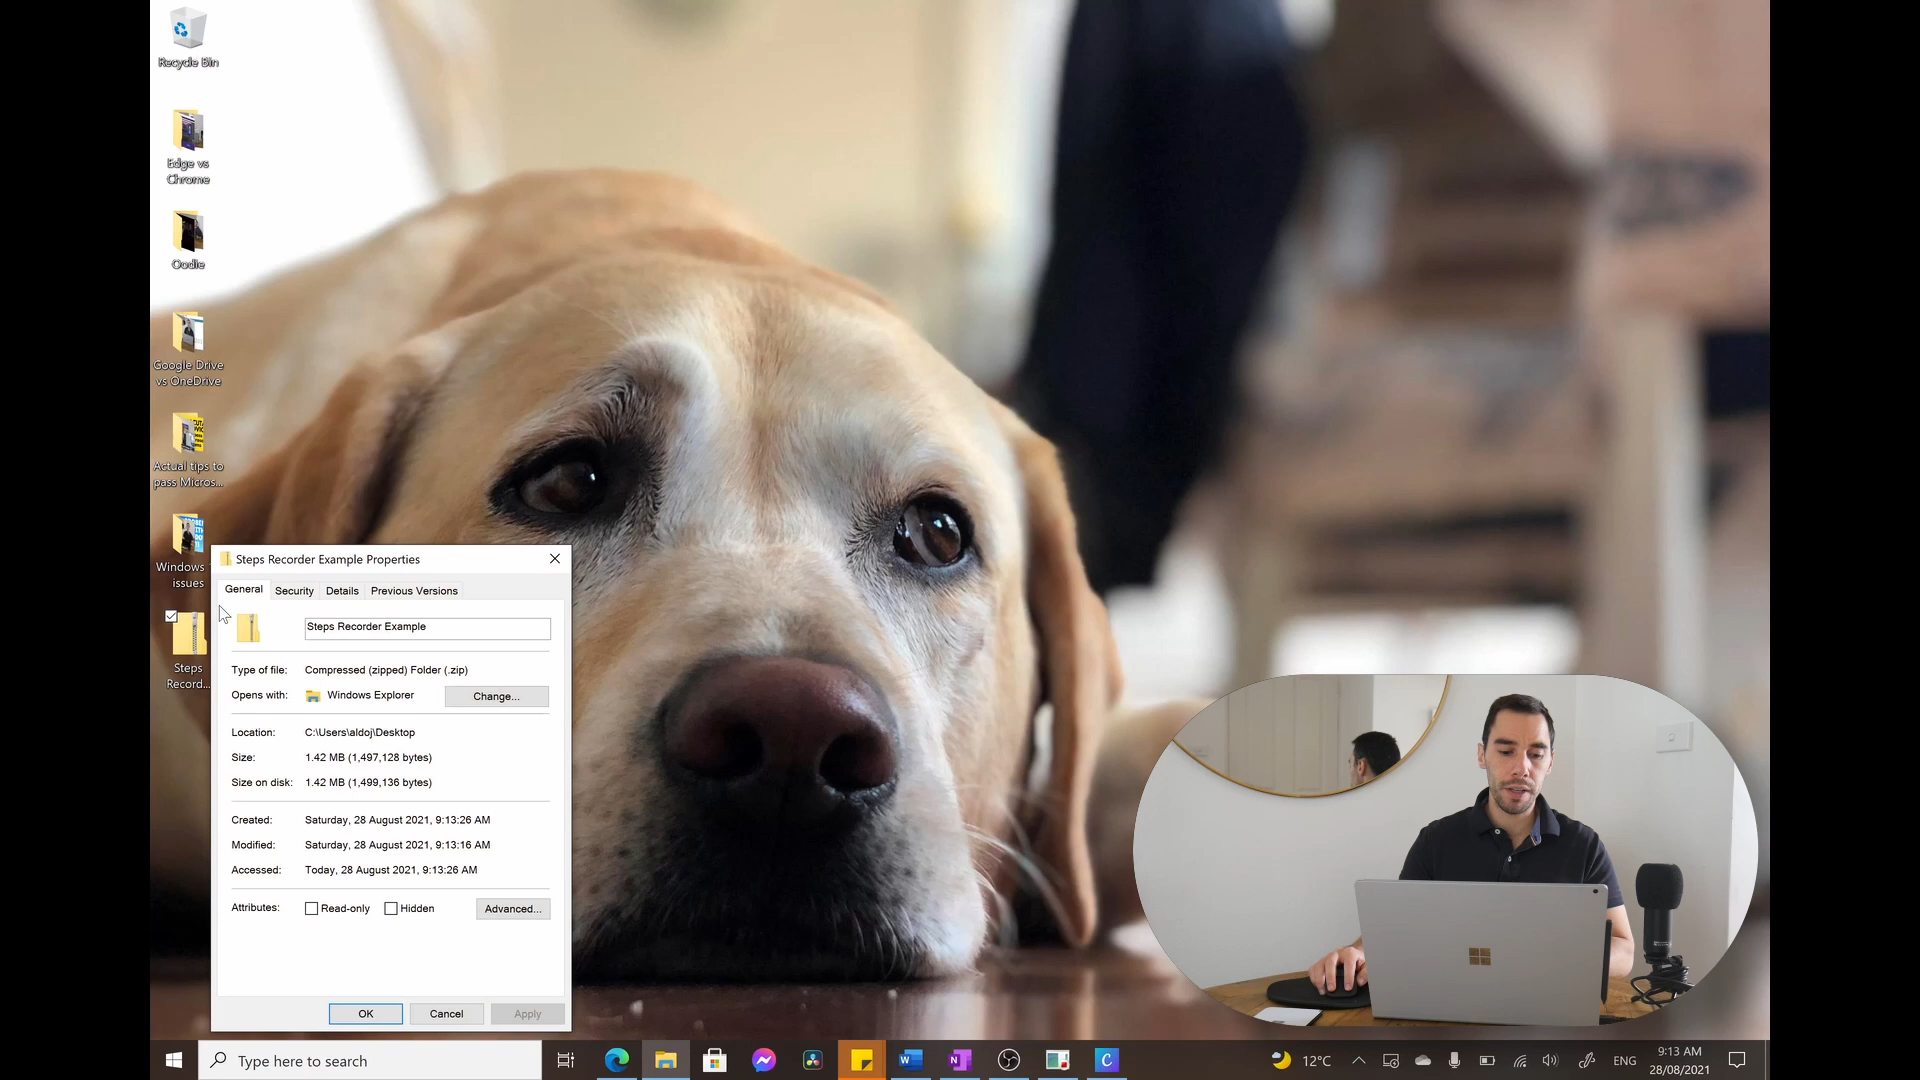 Recycle Bin
Edge vs
Chrome
Oodle
Google Drive
vs OneDrive
Actual tips to
pass Micros...
Windows
issues
Steps
Record...
Steps Recorder Example Properties
General
Security
Details
Previous Versions
Steps Recorder Example
Type of file:
Compressed (zipped) Folder (.zip)
Opens with:
Windows Explorer
Change...
Location:
C:\Users\aldoj\Desktop
Size:
1.42 MB (1,497,128 bytes)
Size on disk:
1.42 MB (1,499,136 bytes)
Created:
Saturday, 28 August 2021, 9:13:26 AM
Modified:
Saturday, 28 August 2021, 9:13:16 AM
Accessed:
Today, 28 August 2021, 9:13:26 AM
Attributes:
Read-only
Hidden
Advanced...
OK
Cancel
Apply
Type here to search
12°C
ENG
9:13 AM
28/08/2021